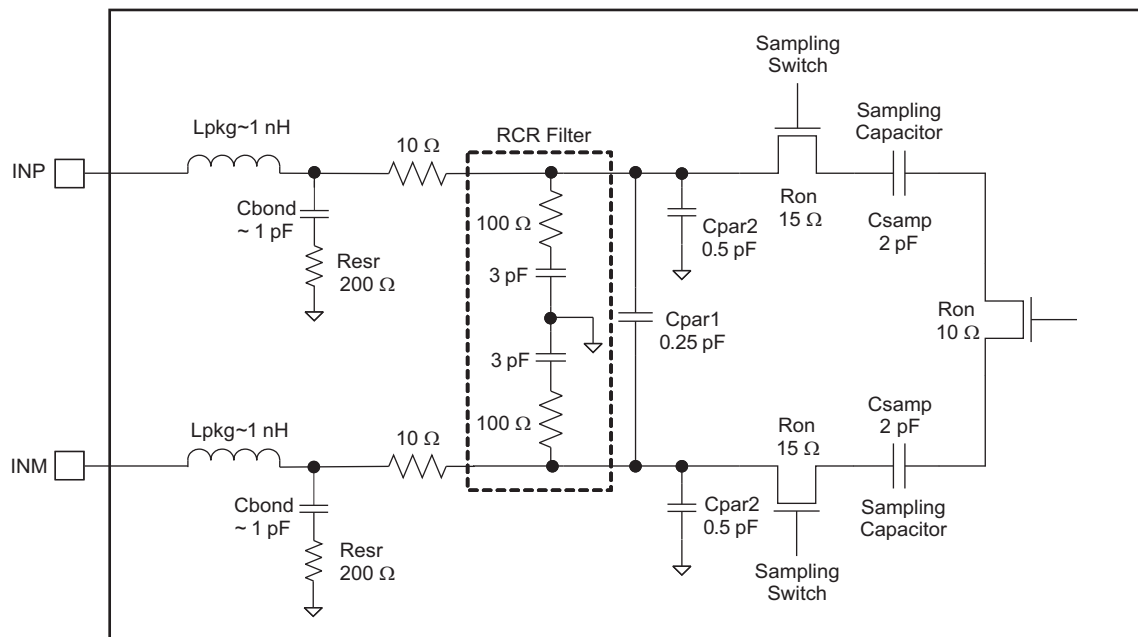 Sampling
Switch
Sampling
Capacitor
Lpkg~1 nH
RCR Filter
10 Ω
INP
Ron
15 Ω
Cbond
~ 1 pF
100 Ω
Cpar2
0.5 pF
Csamp
2 pF
Resr
200 Ω
3 pF
Cpar1
0.25 pF
Ron
10 Ω
3 pF
100 Ω
Csamp
2 pF
Lpkg~1 nH
10 Ω
Ron
15 Ω
INM
Cbond
~ 1 pF
Cpar2
0.5 pF
Sampling
Capacitor
Resr
200 Ω
Sampling
Switch